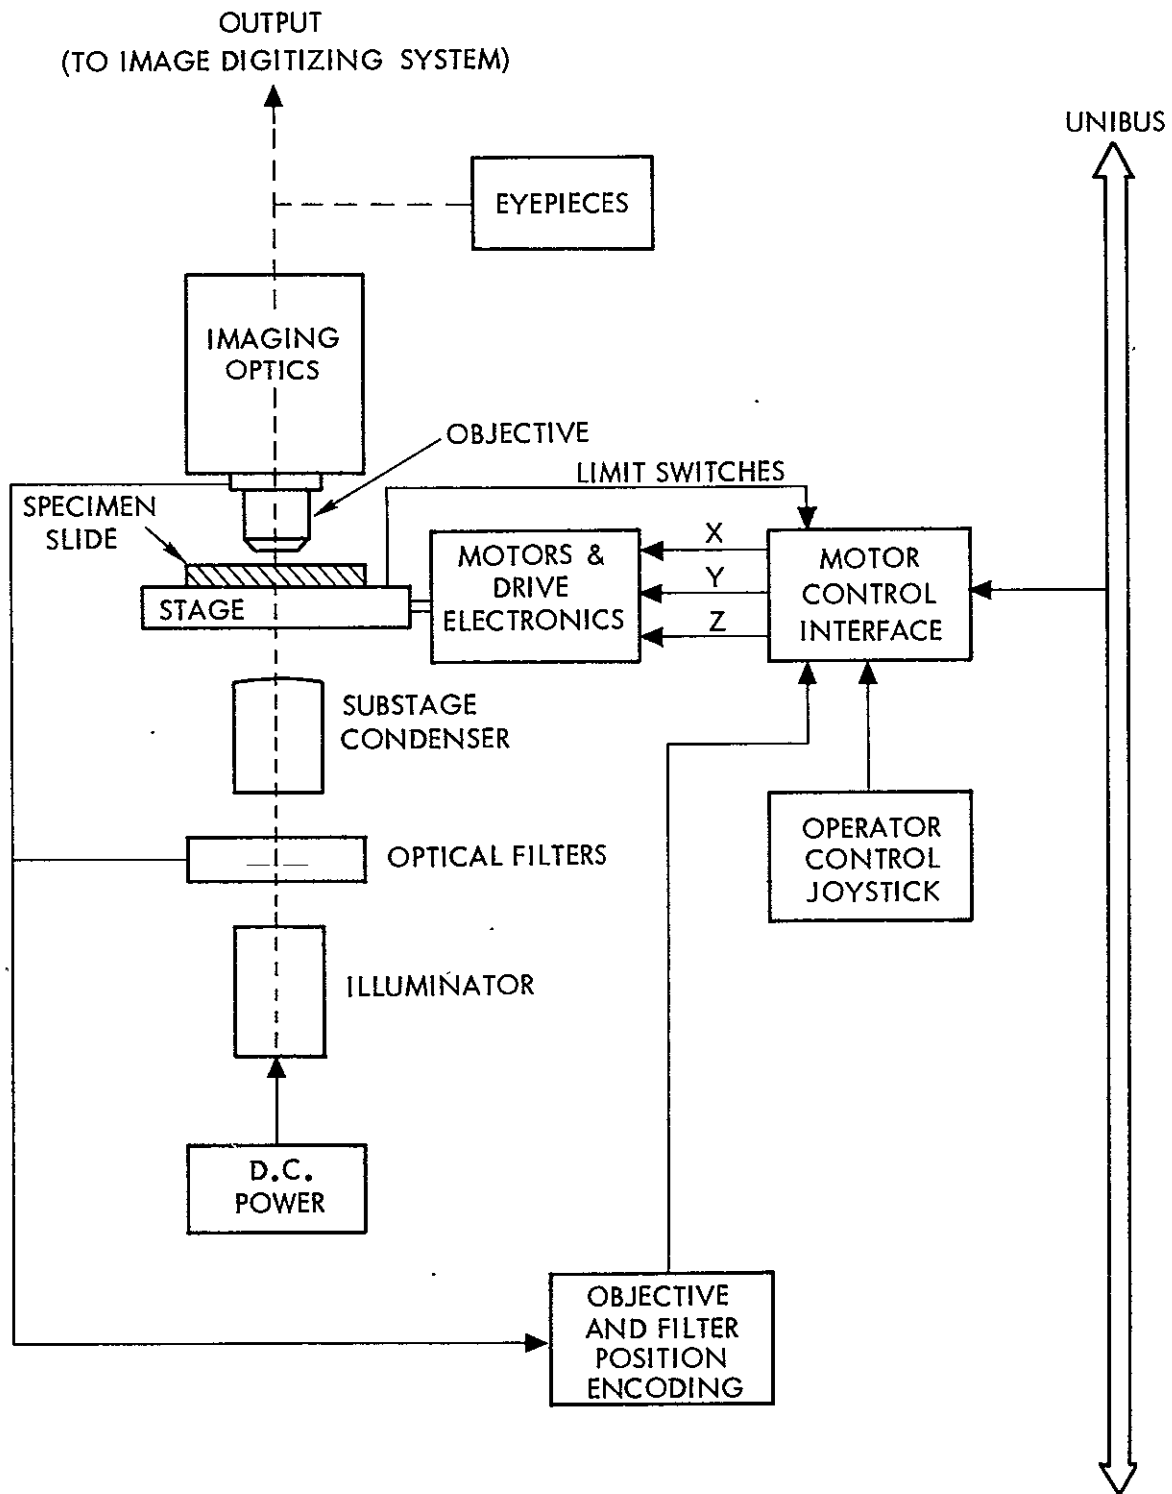 OUTPUT
(TO IMAGE DIGITIZING SYSTEM)
UNIBUS
EYEPIECES
IMAGING
OPTICS
OBJECTIVE
LIMIT SWITCHES
SPECIMEN
SLIDE
STAGE
MOTORS &
DRIVE
ELECTRONICS
X
Y
Z
MOTOR
CONTROL
INTERFACE
SUBSTAGE
CONDENSER
OPERATOR
CONTROL
JOYSTICK
OPTICAL FILTERS
ILLUMINATOR
D.C.
POWER
OBJECTIVE
AND FILTER
POSITION
ENCODING